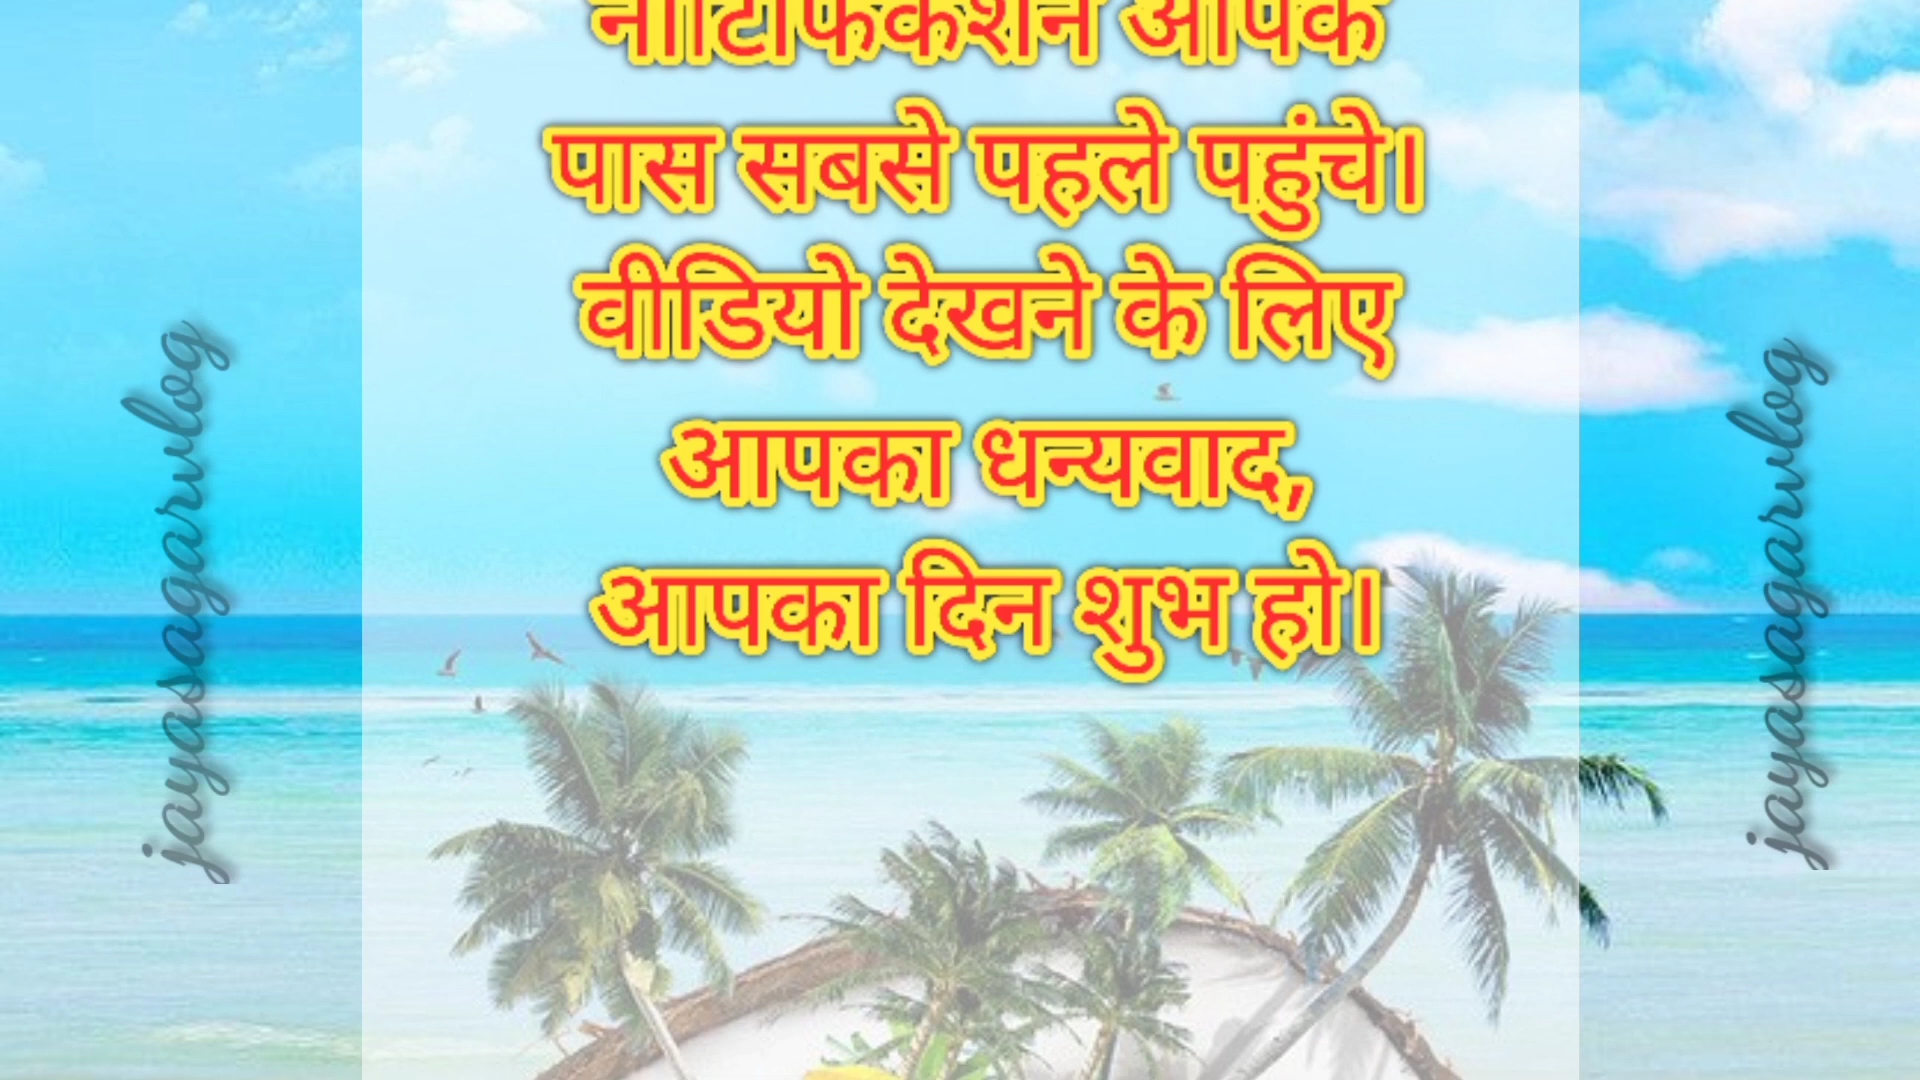 नोटिफिकेशन आपके
पास सबसे पहले पहुंचे।
वीडियो देखने के लिए
आपका धन्यवाद,
आपका दिन शुभ हो।
jayasagarvlog
jayasagarvlog